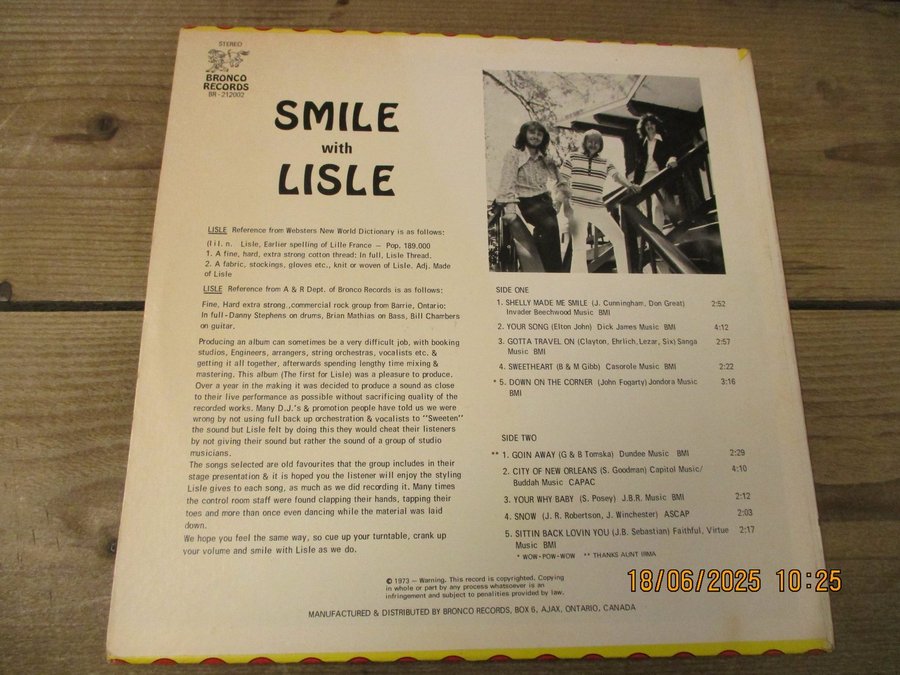 STEREO
BRONCO
RECORDS
BR-212002
SMILE
with
LISLE
LISLE Reference from Websters New World Dictionary is as follows:
(lil. n. Lisle, Earlier spelling of Lille France — Pop. 189.000
1. A fine, hard, extra strong cotton thread: In full, Lisle Thread.
2. A fabric, stockings, gloves etc., knit or woven of Lisle. Adj. Made
of Lisle
LISLE Reference from A & R Dept. of Bronco Records is as follows:
Fine, Hard extra strong.,commercial rock group from Barrie, Ontario:
In full-Danny Stephens on drums, Brian Mathias on Bass, Bill Chambers
on guitar.
Producing an album can sometimes be a very difficult job, with booking
studios, Engineers, arrangers, string orchestras, vocalists etc. &
getting it all together, afterwards spending lengthy time mixing &
mastering. This album (The first for Lisle) was a pleasure to produce.
Over a year in the making it was decided to produce a sound as close
to their live performance as possible without sacrificing quality of the
recorded works. Many D.J.'s & promotion people have told us we were
wrong by not using full back up orchestration & vocalists to "Sweeten"
the sound but Lisle felt by doing this they would cheat their listeners
by not giving their sound but rather the sound of a group of studio
musicians.
The songs selected are old favourites that the group includes in their
stage presentation & it is hoped you the listener will enjoy the styling
Lisle gives to each song, as much as we did recording it. Many times
the control room staff were found clapping their hands, tapping their
toes and more than once even dancing while the material was laid
down.
We hope you feel the same way, so cue up your turntable, crank up
your volume and smile with Lisle as we do.
SIDE ONE
1. SHELLY MADE ME SMILE (J. Cunningham, Don Great) 2:52
Invader Beechwood Music BMI
2. YOUR SONG (Elton John) Dick James Music BMI 4:12
3. GOTTA TRAVEL ON (Clayton, Ehrlich, Lezar, Six) Sanga 2:57
Music BMI
4. SWEETHEART (B & M Gibb) Casorole Music BMI 2:22
* 5. DOWN ON THE CORNER (John Fogarty) Jondora Music 3:16
BMI
SIDE TWO
** 1. GOIN AWAY (G & B Tomska) Dundee Music BMI 2:29
2. CITY OF NEW ORLEANS (S. Goodman) Capitol Music/ 4:10
Buddah Music CAPAC
3. YOUR WHY BABY (S. Posey) J.B.R. Music BMI 2:12
4. SNOW (J. R. Robertson, J. Winchester) ASCAP 2:03
5. SITTIN BACK LOVIN YOU (J.B. Sebastian) Faithful, Virtue 2:17
Music BMI
* WOW-POW-WOW ** THANKS AUNT IRMA
© 1973 — Warning. This record is copyrighted. Copying
in whole or part by any process whatsoever is an
infringement and subject to penalities provided by law.
MANUFACTURED & DISTRIBUTED BY BRONCO RECORDS, BOX 6, AJAX, ONTARIO, CANADA
18/06/2025 10:25